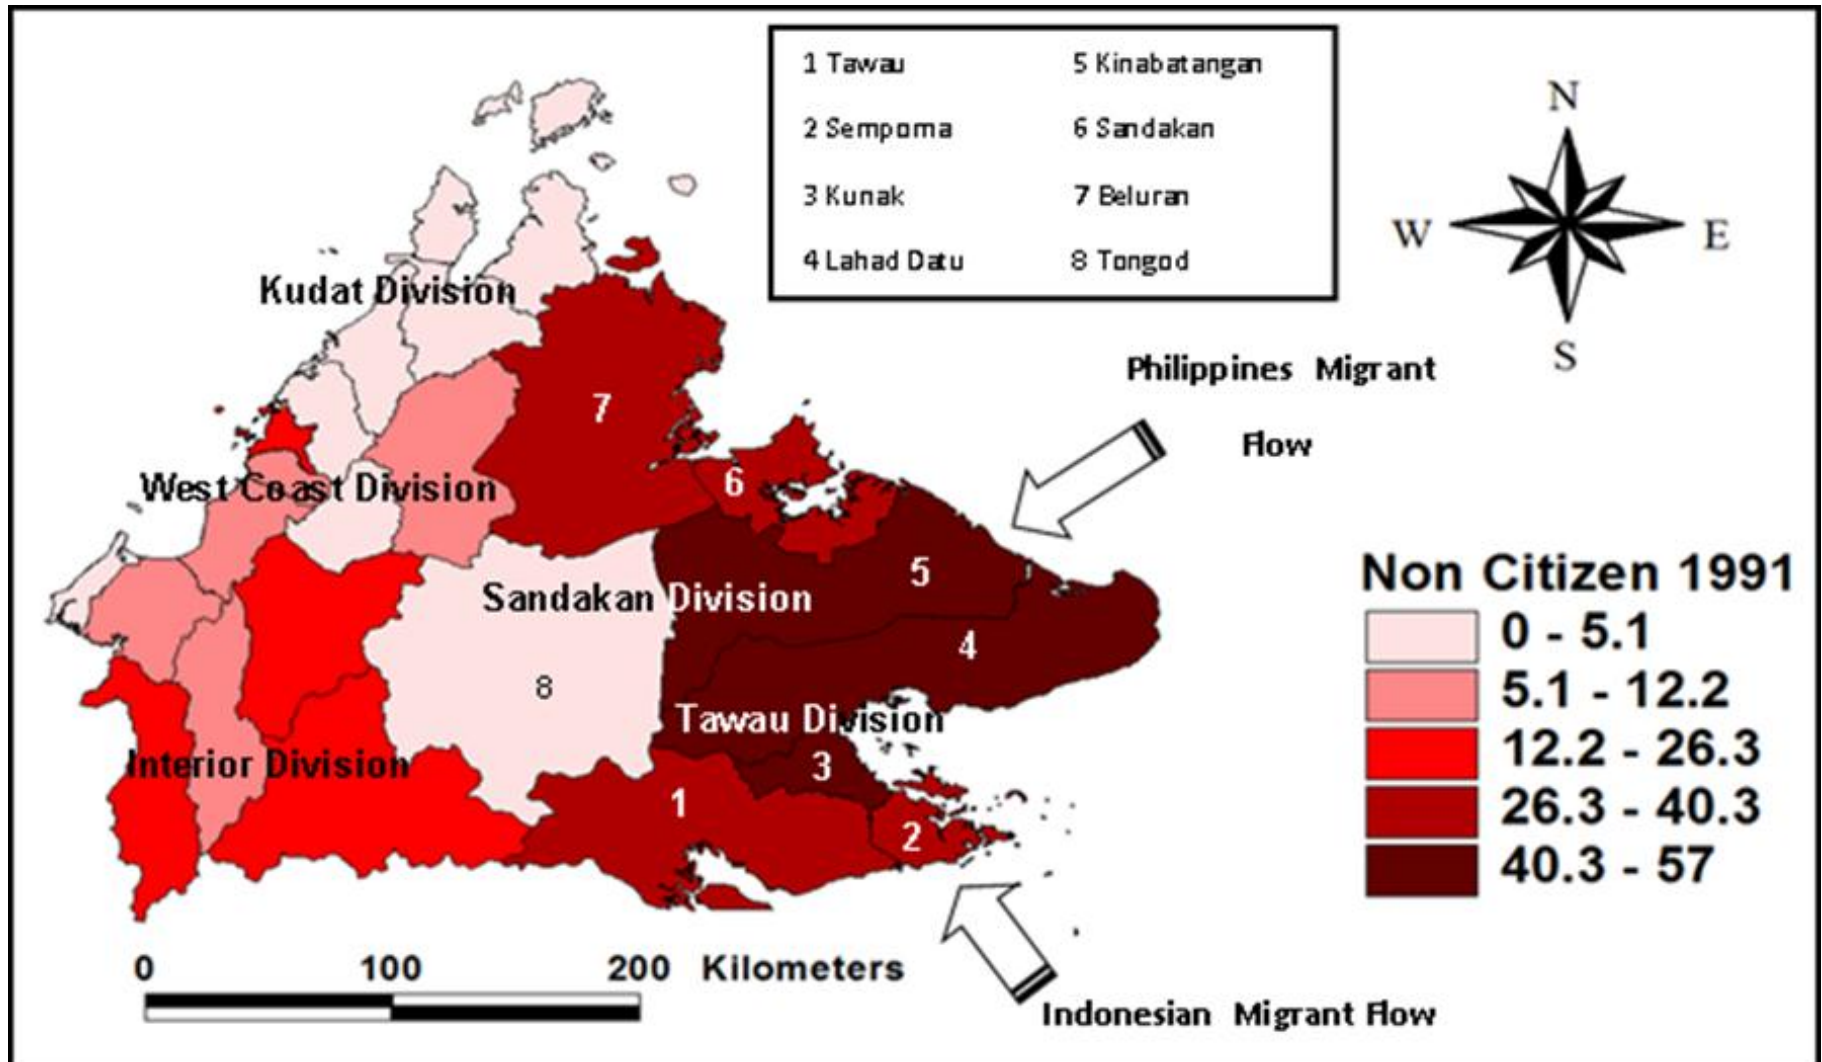 1 Tawau
5 Kinabatangan
2 Semporna
6 Sandakan
3 Kunak
7 Beluran
4 Lahad Datu
8 Tongod
N
W
E
S
Kudat Division
Philippines Migrant
Flow
7
West Coast Division
6
5
Sandakan Division
4
8
Tawau Division
Interior Division
3
1
2
Non Citizen 1991
0 - 5.1
5.1 - 12.2
12.2 - 26.3
26.3 - 40.3
40.3 - 57
0 100 200 Kilometers
Indonesian Migrant Flow